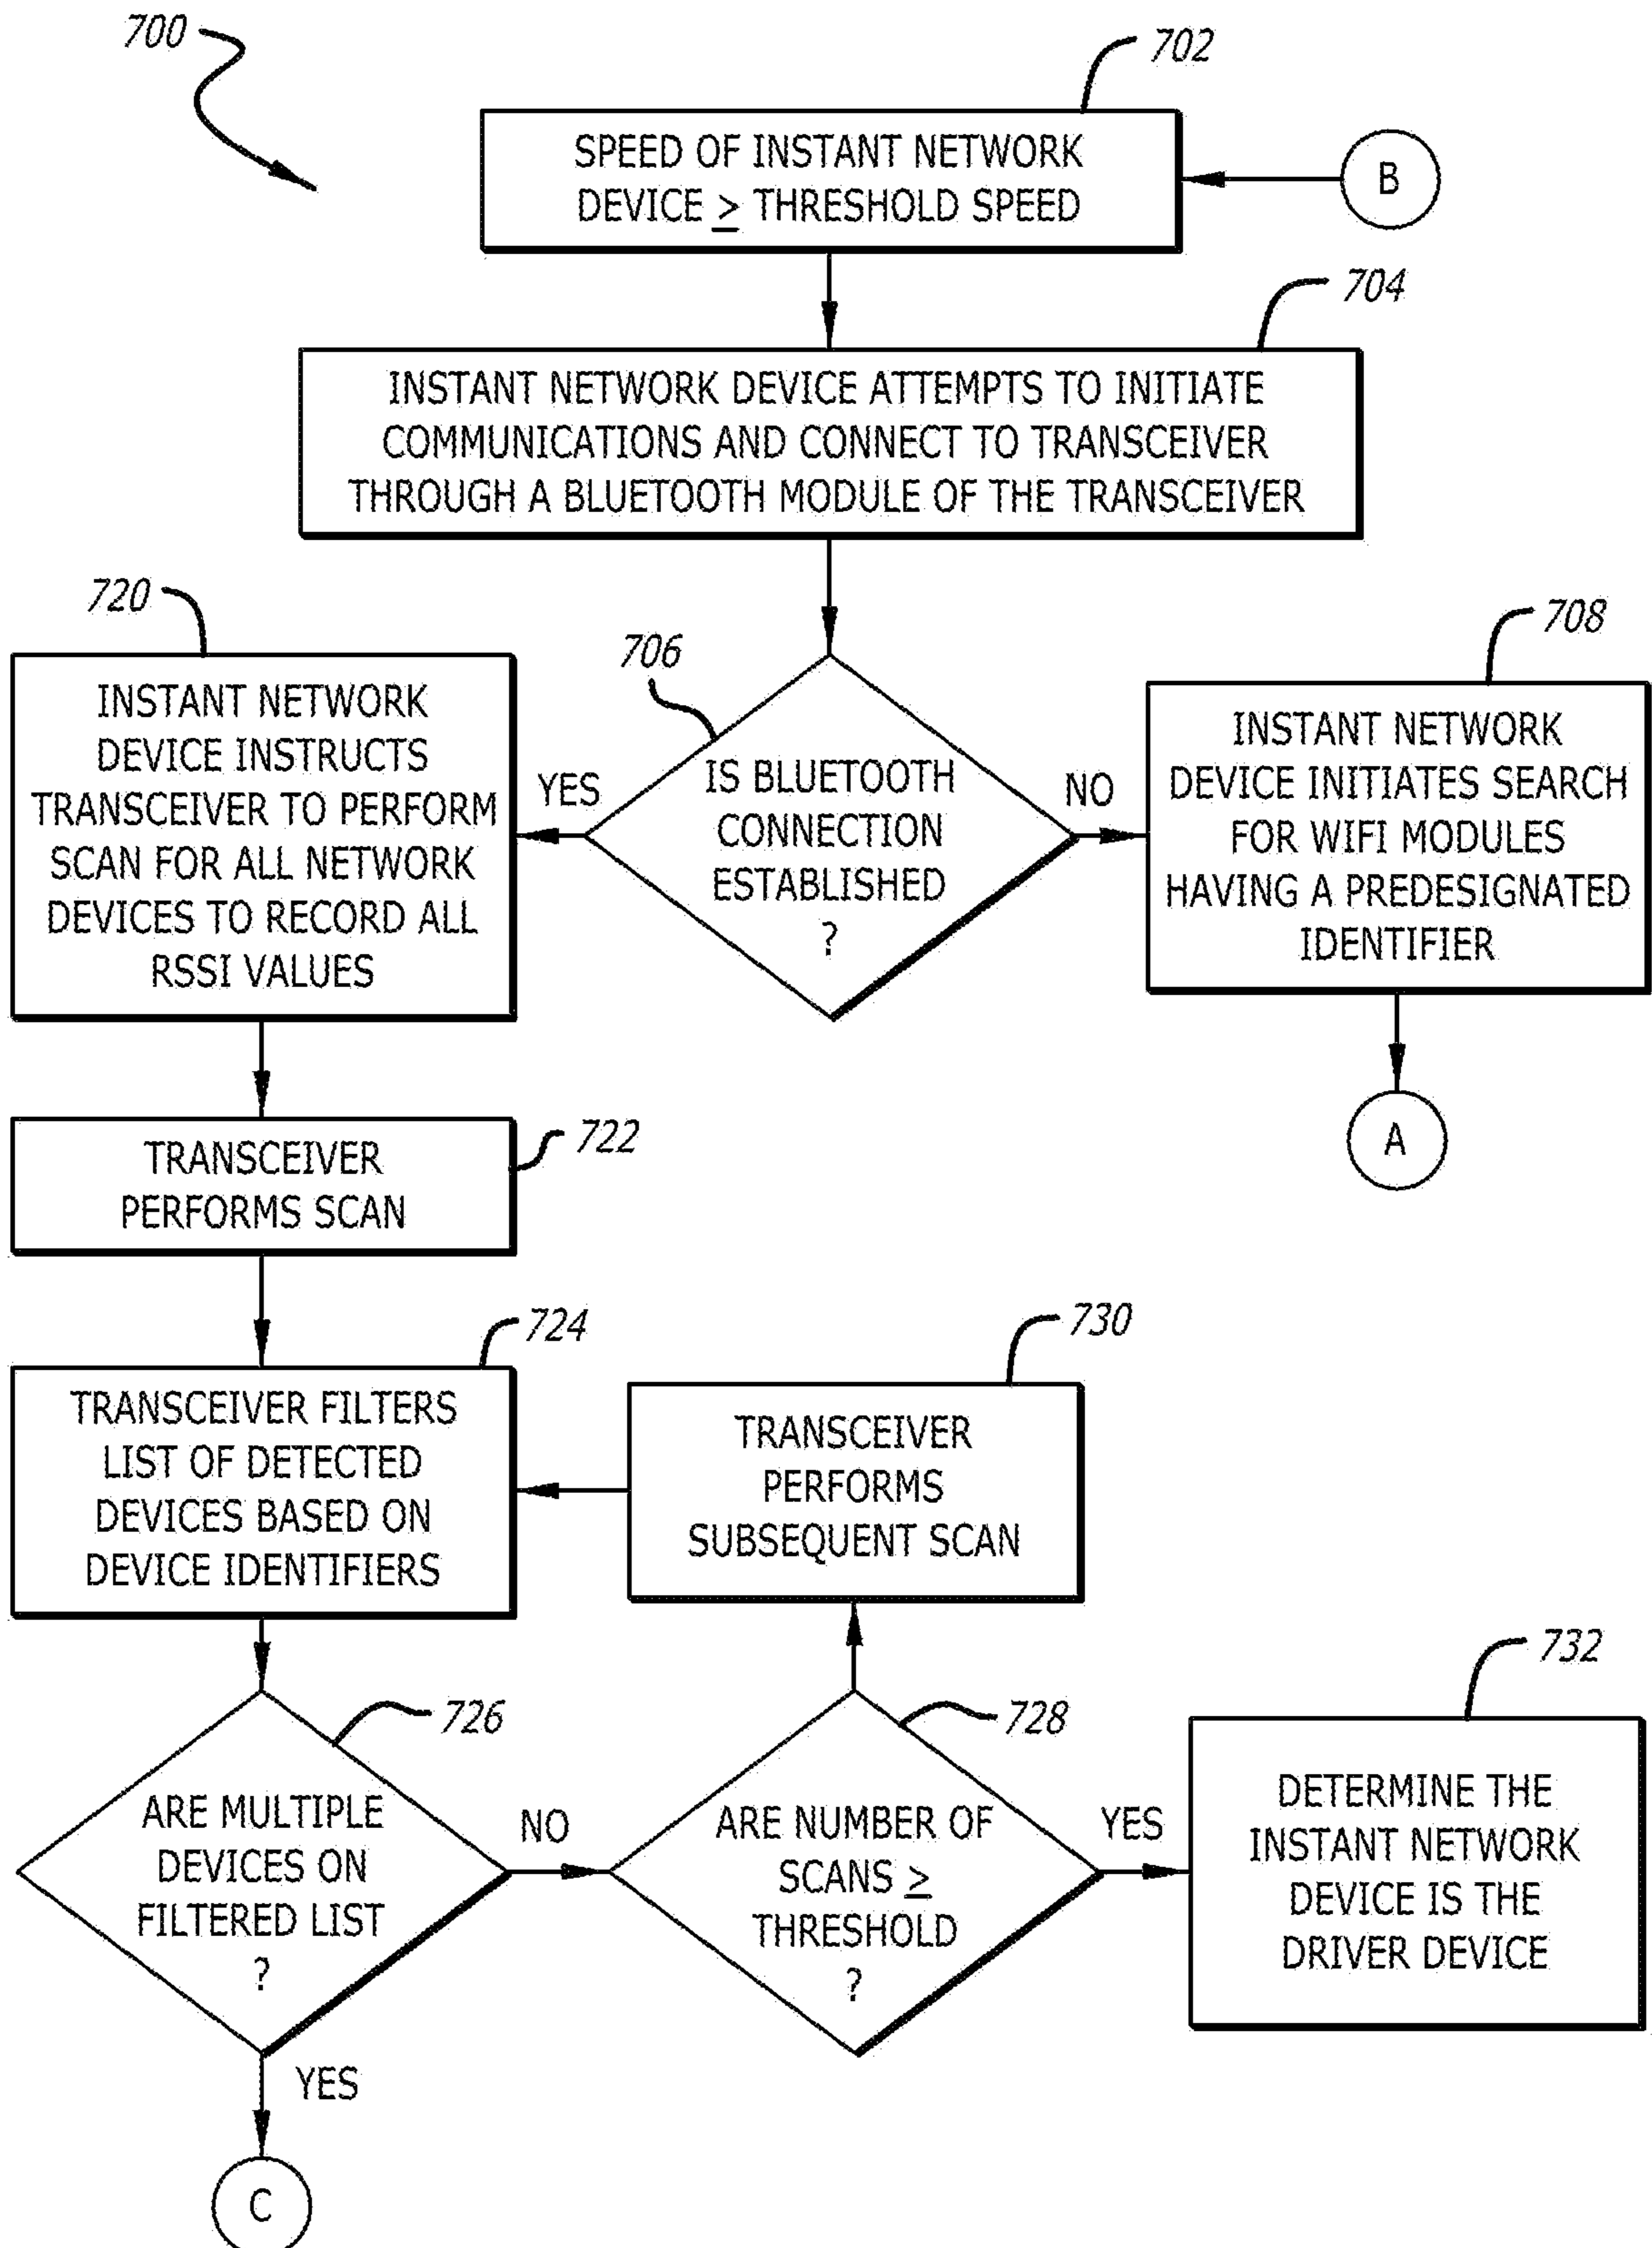 700
702
SPEED OF INSTANT NETWORK
DEVICE ≥ THRESHOLD SPEED
B
704
INSTANT NETWORK DEVICE ATTEMPTS TO INITIATE
COMMUNICATIONS AND CONNECT TO TRANSCEIVER
THROUGH A BLUETOOTH MODULE OF THE TRANSCEIVER
720
INSTANT NETWORK
DEVICE INSTRUCTS
TRANSCEIVER TO PERFORM
SCAN FOR ALL NETWORK
DEVICES TO RECORD ALL
RSSI VALUES
YES
706
IS BLUETOOTH
CONNECTION
ESTABLISHED
?
NO
708
INSTANT NETWORK
DEVICE INITIATES SEARCH
FOR WIFI MODULES
HAVING A PREDESIGNATED
IDENTIFIER
A
722
TRANSCEIVER
PERFORMS SCAN
724
TRANSCEIVER FILTERS
LIST OF DETECTED
DEVICES BASED ON
DEVICE IDENTIFIERS
730
TRANSCEIVER
PERFORMS
SUBSEQUENT SCAN
726
ARE MULTIPLE
DEVICES ON
FILTERED LIST
?
NO
728
ARE NUMBER OF
SCANS ≥
THRESHOLD
?
YES
732
DETERMINE THE
INSTANT NETWORK
DEVICE IS THE
DRIVER DEVICE
YES
C